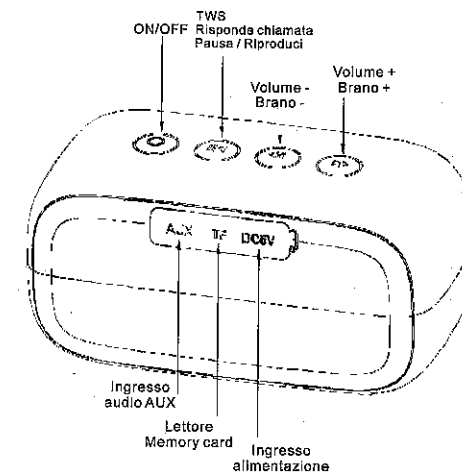 TWS
ON/OFF Risponde chiamata
Pausa / Riproduci
Volume -
Brano -
Volume +
Brano +
AUX TF DC5V
Ingresso
audio AUX
Lettore
Memory card
Ingresso
alimentazione